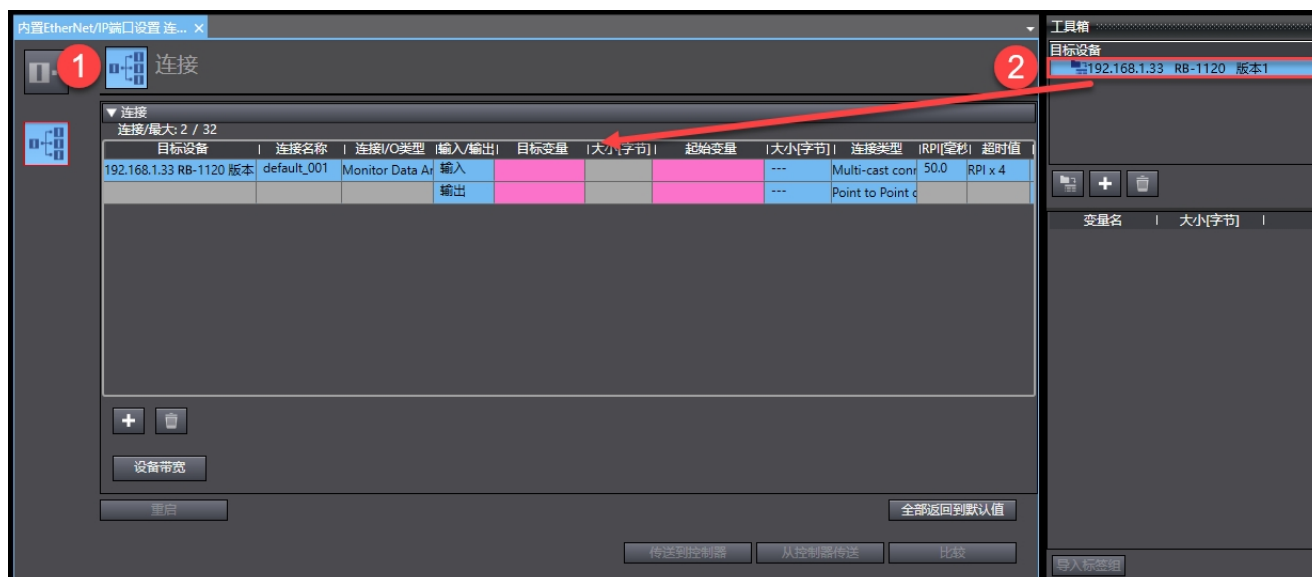 内置EtherNet/IP端口设置 连... ×
1
连接
▼ 连接
连接/最大: 2 / 32
目标设备 连接名称 连接I/O类型 输入/输出 目标变量 大小[字节] 起始变量 大小[字节] 连接类型 RPI[毫秒] 超时值
192.168.1.33 RB-1120 版本 default_001 Monitor Data Ar 输入 --- Multi-cast conn 50.0 RPI x 4
输出 --- Point to Point c
+
设备带宽
重启
全部返回到默认值
传送到控制器 从控制器传送 比较
工具箱
目标设备
2
192.168.1.33 RB-1120 版本1
+
变量名 大小[字节]
导入标签组